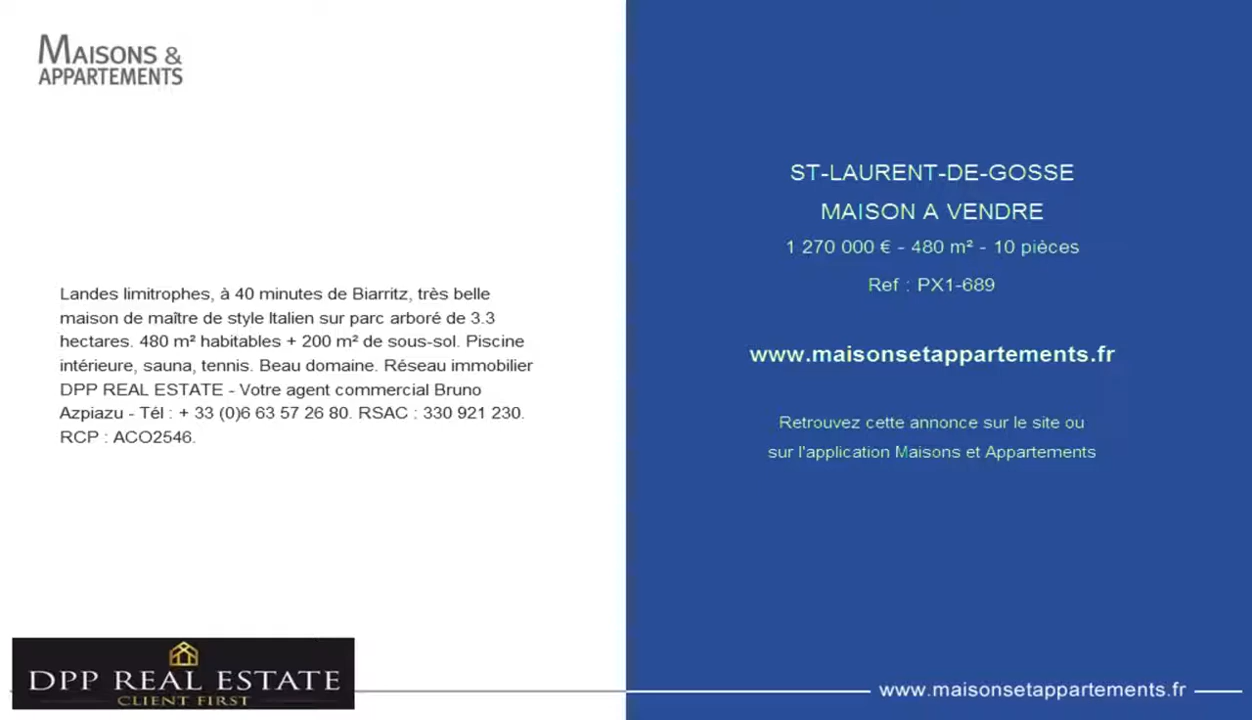 MAISONS &
APPARTEMENTS
Landes limitrophes, à 40 minutes de Biarritz, très belle
maison de maître de style Italien sur parc arboré de 3.3
hectares. 480 m² habitables + 200 m² de sous-sol. Piscine
intérieure, sauna, tennis. Beau domaine. Réseau immobilier
DPP REAL ESTATE - Votre agent commercial Bruno
Azpiazu - Tél : + 33 (0)6 63 57 26 80. RSAC : 330 921 230.
RCP : ACO2546.
DPP REAL ESTATE
CLIENT FIRST
ST-LAURENT-DE-GOSSE
MAISON A VENDRE
1 270 000 € - 480 m² - 10 pièces
Ref : PX1-689
www.maisonsetappartements.fr
Retrouvez cette annonce sur le site ou
sur l'application Maisons et Appartements
www.maisonsetappartements.fr